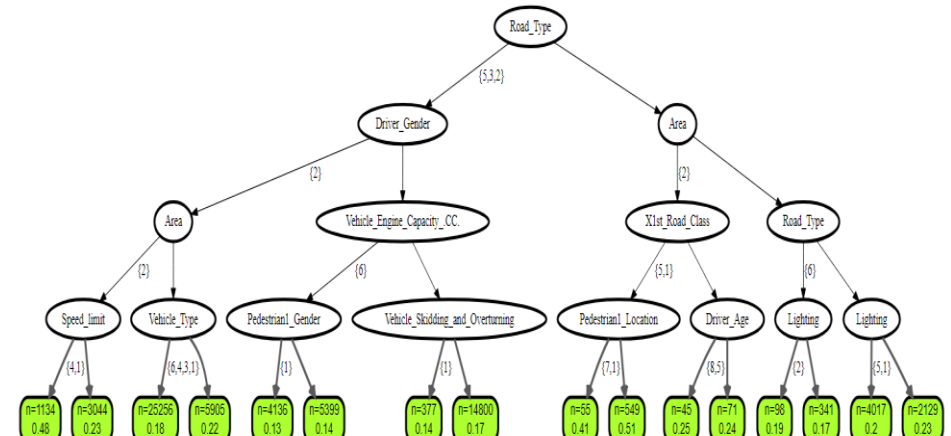 Road_Type
{5,3,2}
Driver_Gender
Area
{2}
{2}
Area
Vehicle_Engine_Capacity_.CC.
X1st_Road_Class
Road_Type
{2}
{6}
{5,1}
{6}
Speed_limit
Vehicle_Type
Pedestrian1_Gender
Vehicle_Skidding_and_Overturning
Pedestrian1_Location
Driver_Age
Lighting
Lighting
{4,1}
{6,4,3,1}
{1}
{1}
{7,1}
{8,5}
{2}
{5,1}
n=1134
0.48
n=3044
0.23
n=25256
0.18
n=5905
0.22
n=4136
0.13
n=5399
0.14
n=377
0.14
n=14800
0.17
n=55
0.41
n=549
0.51
n=45
0.25
n=71
0.24
n=98
0.19
n=341
0.17
n=4017
0.2
n=2129
0.23